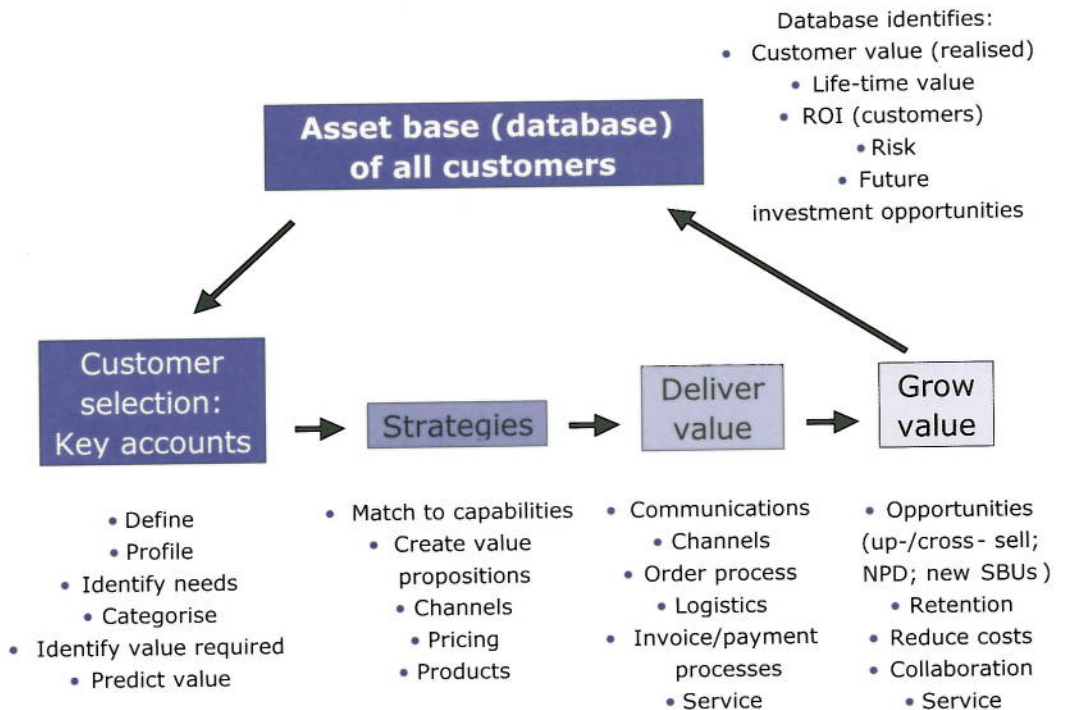 Database identifies:
• Customer value (realised)
• Life-time value
• ROI (customers)
• Risk
• Future
investment opportunities
Asset base (database)
of all customers
Customer
selection:
Key accounts
Strategies
Deliver
value
Grow
value
• Define
• Profile
• Identify needs
• Categorise
• Identify value required
• Predict value
• Match to capabilities
• Create value
propositions
• Channels
• Pricing
• Products
• Communications
• Channels
• Order process
• Logistics
• Invoice/payment
processes
• Service
• Opportunities
(up-/cross- sell;
NPD; new SBUs)
• Retention
• Reduce costs
• Collaboration
• Service